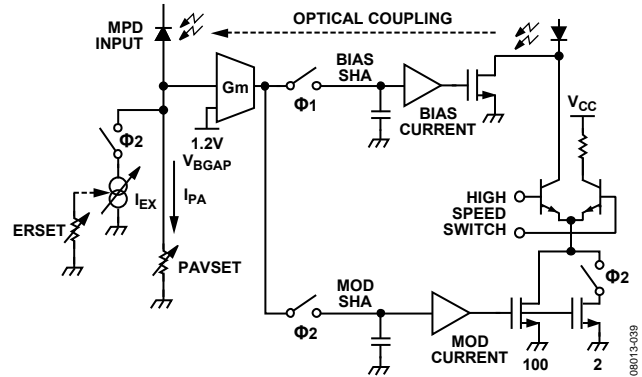 MPD
INPUT
OPTICAL COUPLING
Gm
Φ1
BIAS
SHA
BIAS
CURRENT
VCC
Φ2
1.2V
VBGAP
IEX
IPA
ERSET
PAVSET
HIGH
SPEED
SWITCH
MOD
SHA
Φ2
MOD
CURRENT
Φ2
100
2
08013-039